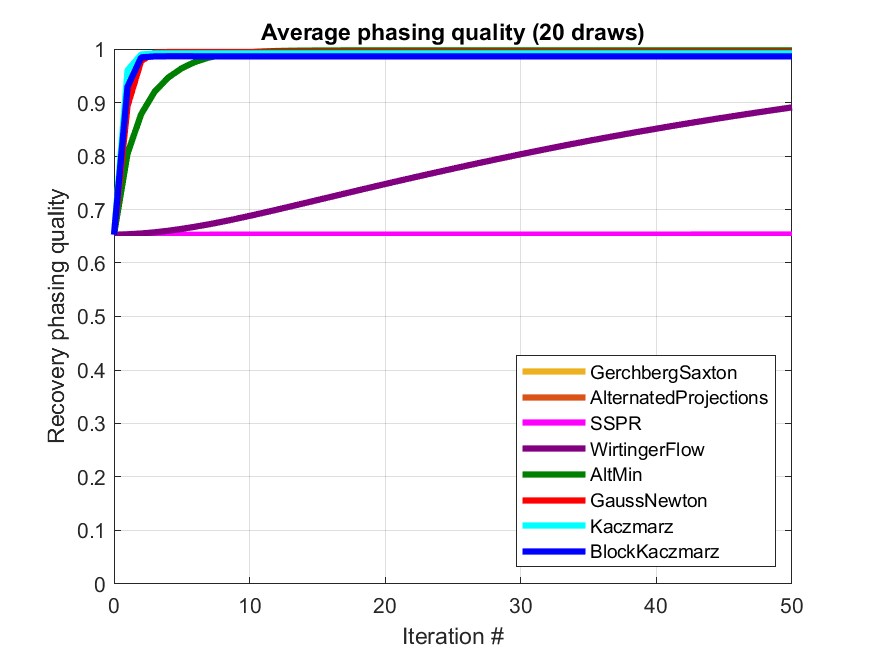 Average phasing quality (20 draws)
1
0.9
0.8
0.7
0.6
0.5
0.4
0.3
0.2
0.1
0
Recovery phasing quality
GerchbergSaxton
AlternatedProjections
SSPR
WirtingerFlow
AltMin
GaussNewton
Kaczmarz
BlockKaczmarz
0 10 20 30 40 50
Iteration #